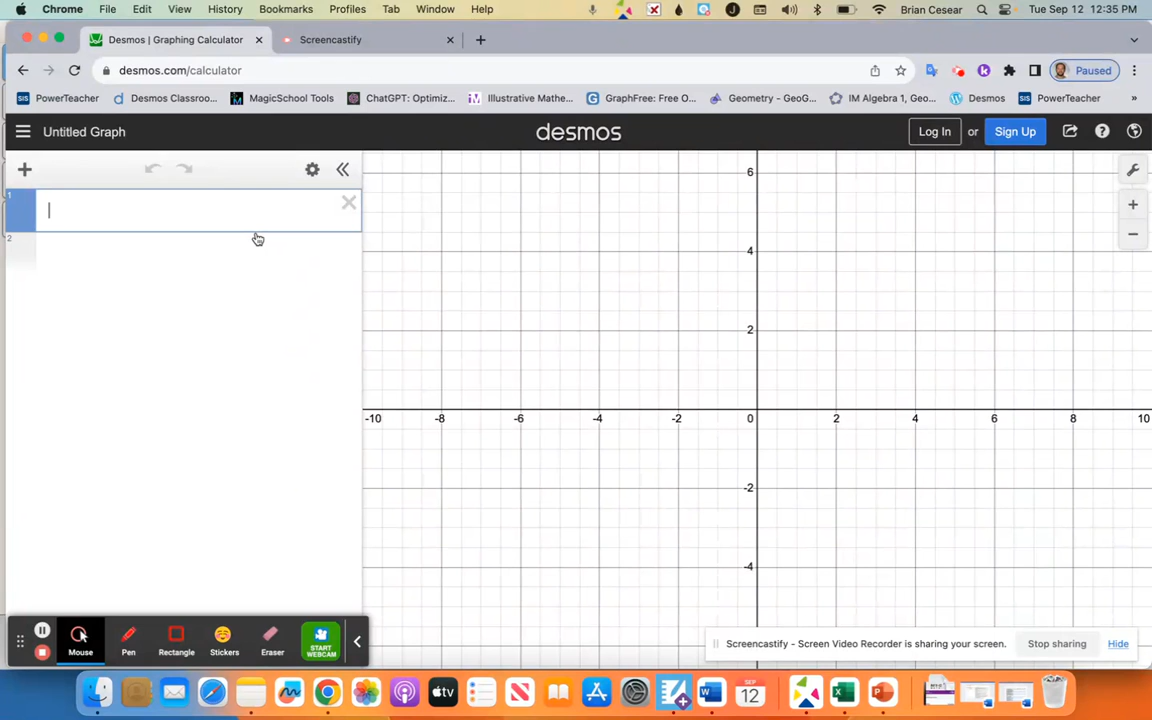 Chrome File Edit View History Bookmarks Profiles Tab Window Help Brian Cesear Tue Sep 12 12:35 PM
Desmos | Graphing Calculator Screencastify
desmos.com/calculator Paused
SIS PowerTeacher Desmos Classroo... MagicSchool Tools ChatGPT: Optimiz... Illustrative Mathe... GraphFree: Free O... Geometry - GeoG... IM Algebra 1, Geo... Desmos SIS PowerTeacher »
Untitled Graph desmos Log In or Sign Up
1
2
6
4
2
-10 -8 -6 -4 -2 0 2 4 6 8 10
-2
-4
Mouse Pen Rectangle Stickers START WEBCAM Eraser
Screencastify - Screen Video Recorder is sharing your screen. Stop sharing Hide
SEP
12